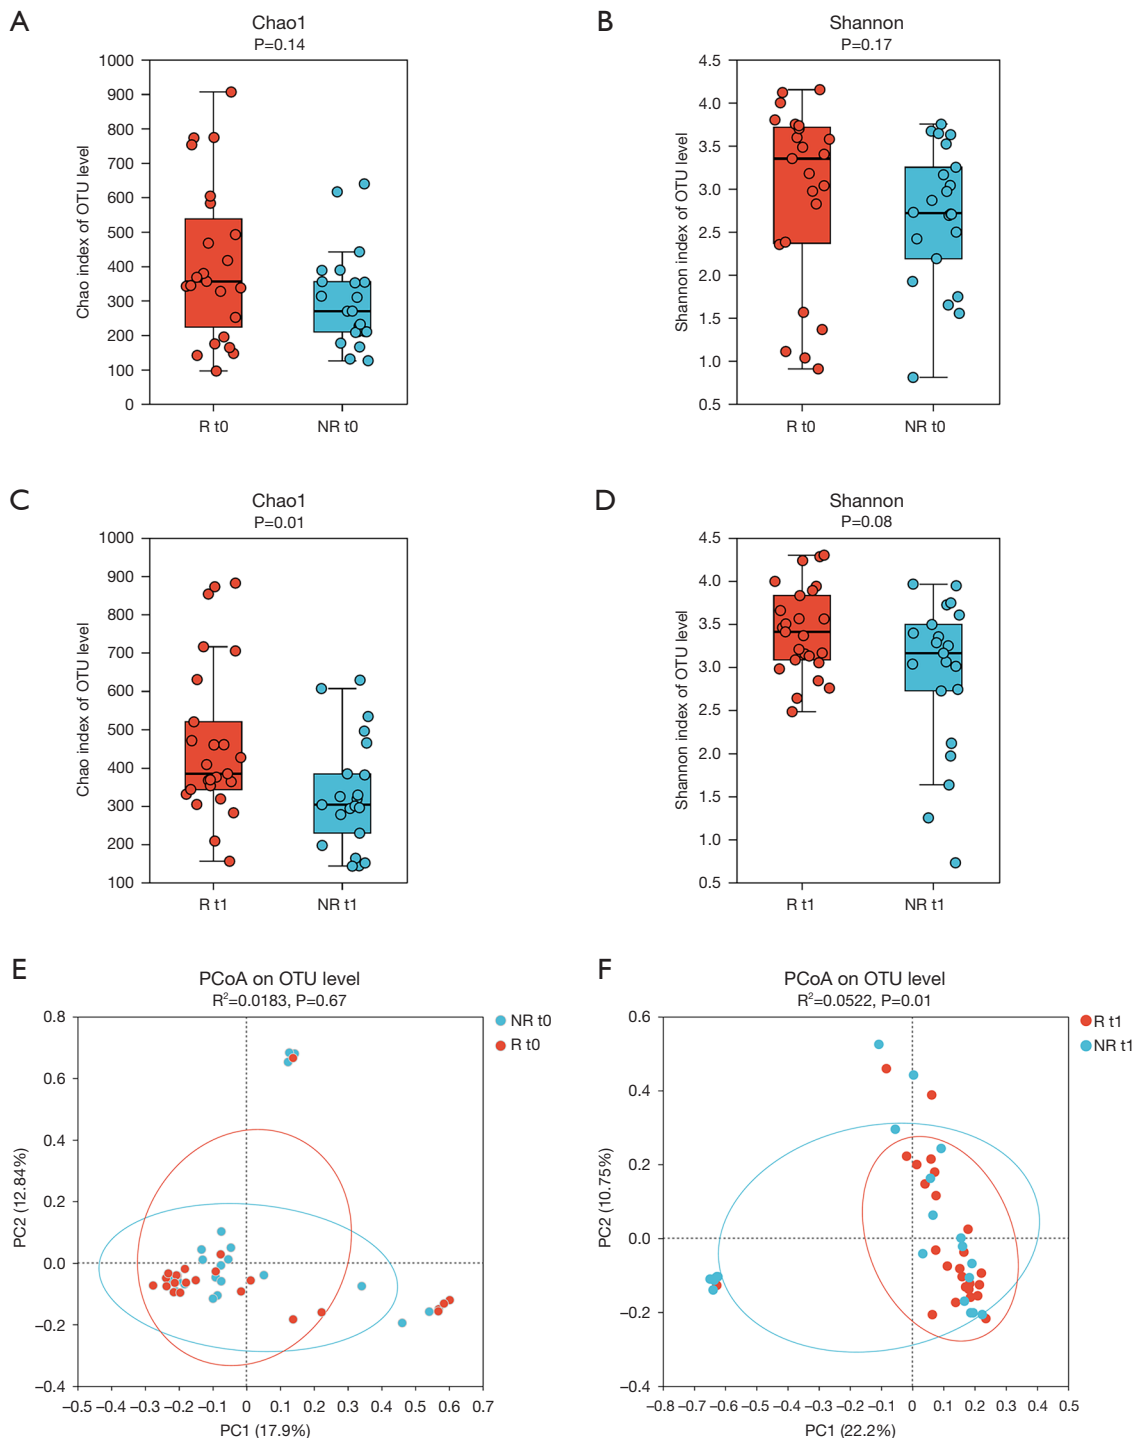 A
Chao1
P=0.14
Chao index of OTU level
1000
900
800
700
600
500
400
300
200
100
0
R t0
NR t0
B
Shannon
P=0.17
Shannon index of OTU level
4.5
4.0
3.5
3.0
2.5
2.0
1.5
1.0
0.5
R t0
NR t0
C
Chao1
P=0.01
Chao index of OTU level
1000
900
800
700
600
500
400
300
200
100
R t1
NR t1
D
Shannon
P=0.08
Shannon index of OTU level
4.5
4.0
3.5
3.0
2.5
2.0
1.5
1.0
0.5
R t1
NR t1
E
PCoA on OTU level
R²=0.0183, P=0.67
NR t0
R t0
PC2 (12.84%)
0.8
0.6
0.4
0.2
0.0
−0.2
−0.4
−0.5 −0.4 −0.3 −0.2 −0.1 0 0.1 0.2 0.3 0.4 0.5 0.6 0.7
PC1 (17.9%)
F
PCoA on OTU level
R²=0.0522, P=0.01
R t1
NR t1
PC2 (10.75%)
0.6
0.4
0.2
0.0
−0.2
−0.4
−0.8 −0.7 −0.6 −0.5 −0.4 −0.3 −0.2 −0.1 0 0.1 0.2 0.3 0.4 0.5
PC1 (22.2%)